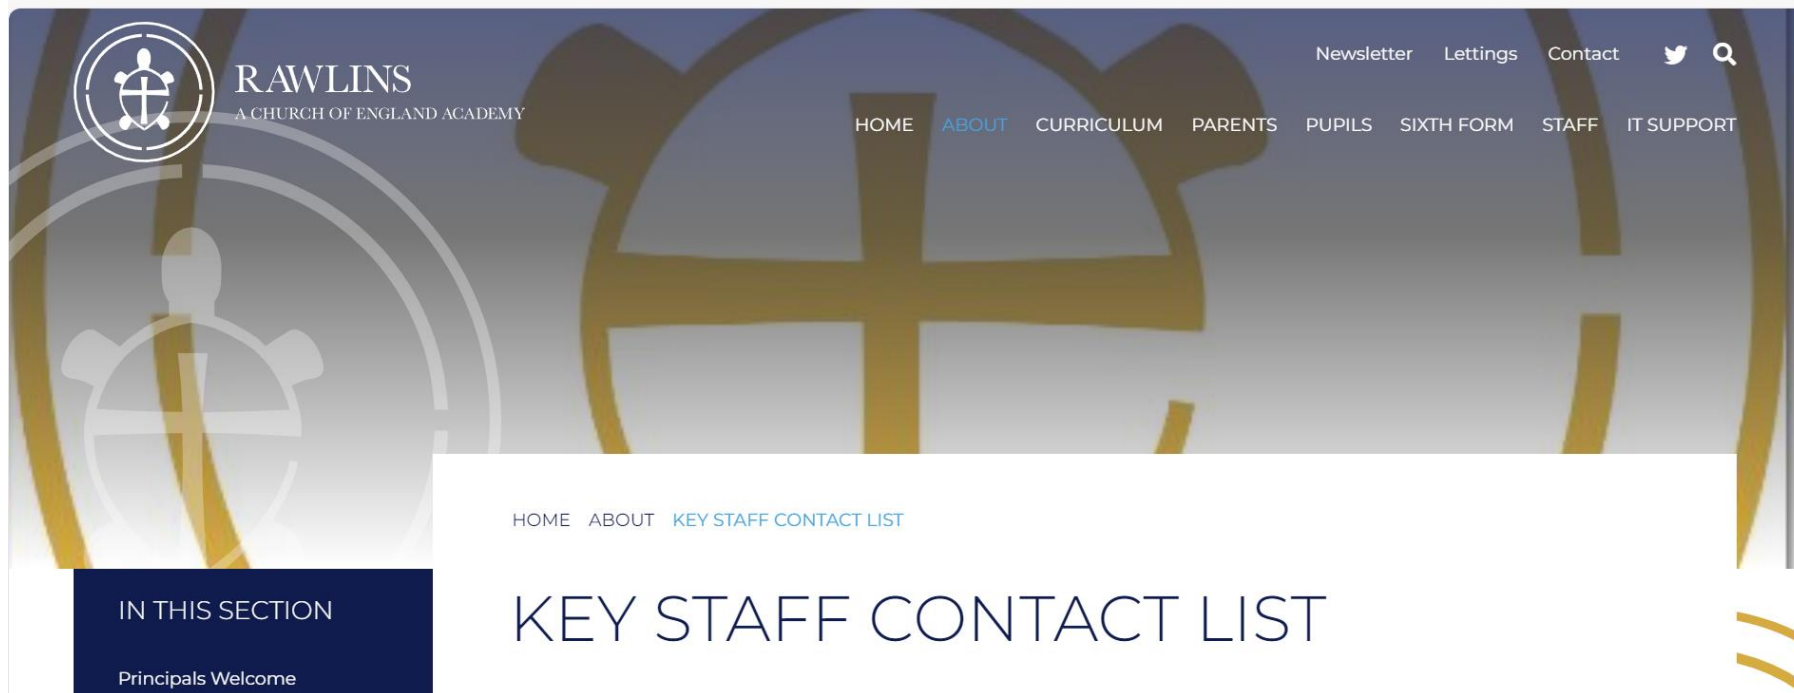 RAWLINS
A CHURCH OF ENGLAND ACADEMY
Newsletter Lettings Contact
HOME ABOUT CURRICULUM PARENTS PUPILS SIXTH FORM STAFF IT SUPPORT
HOME ABOUT KEY STAFF CONTACT LIST
KEY STAFF CONTACT LIST
IN THIS SECTION
Principals Welcome